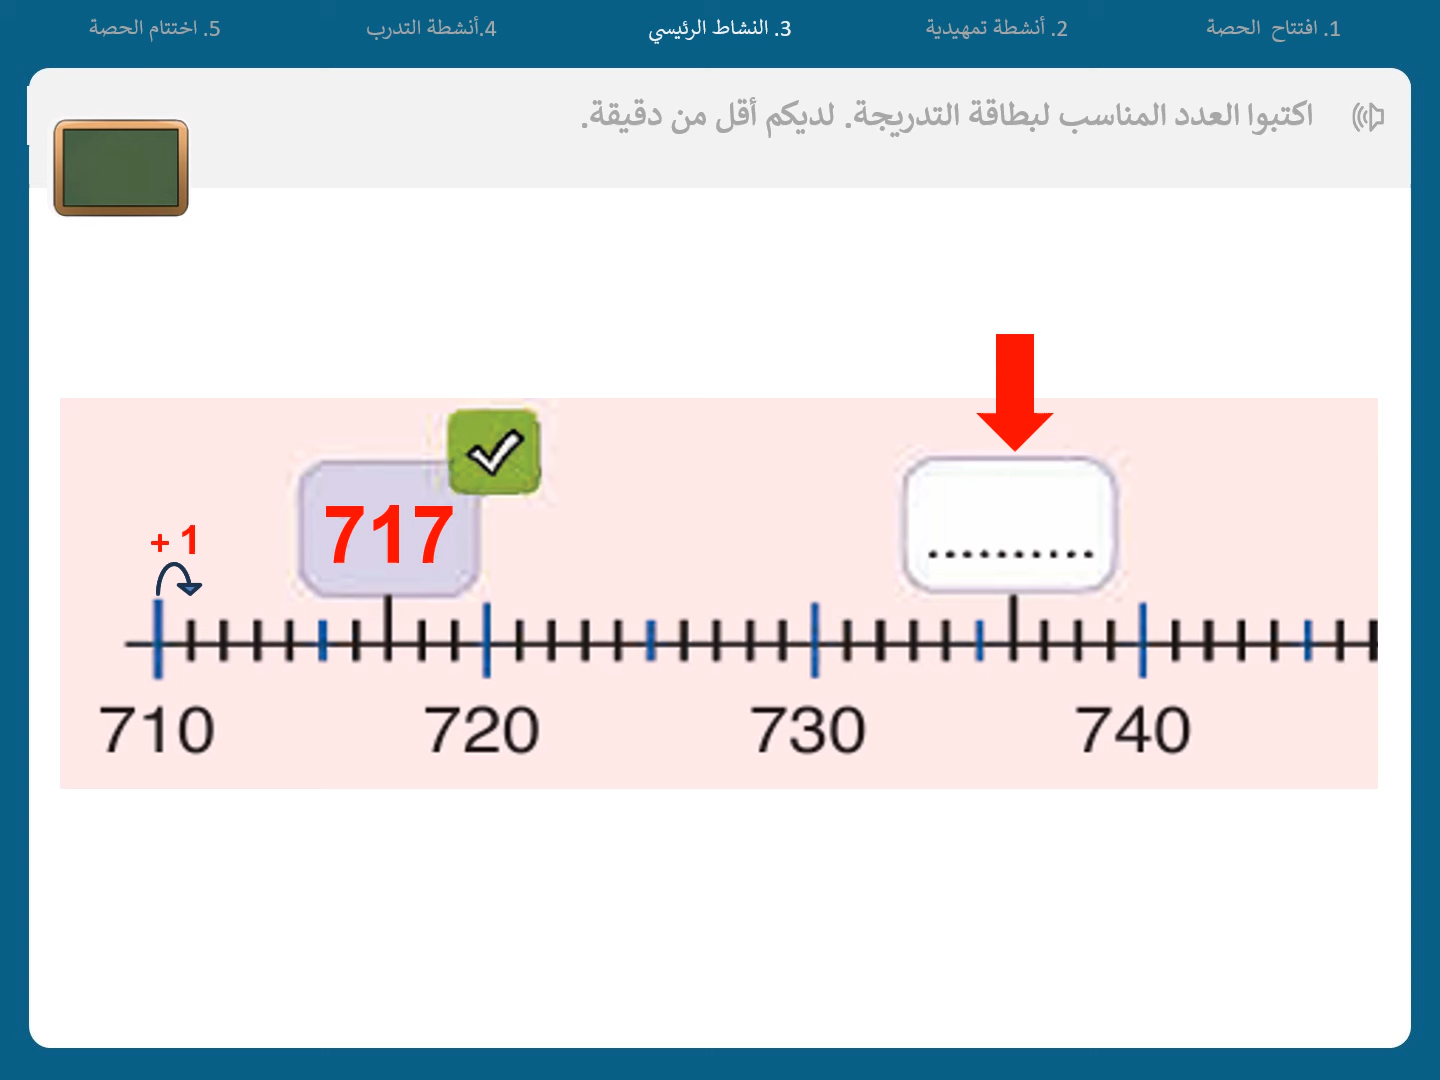 1. افتتاح الحصة
2. أنشطة تمهيدية
3. النشاط الرئيسي
4.أنشطة التدرب
5. اختتام الحصة
اكتبوا العدد المناسب لبطاقة التدريجة. لديكم أقل من دقيقة.
717
+ 1
..........
710 720 730 740